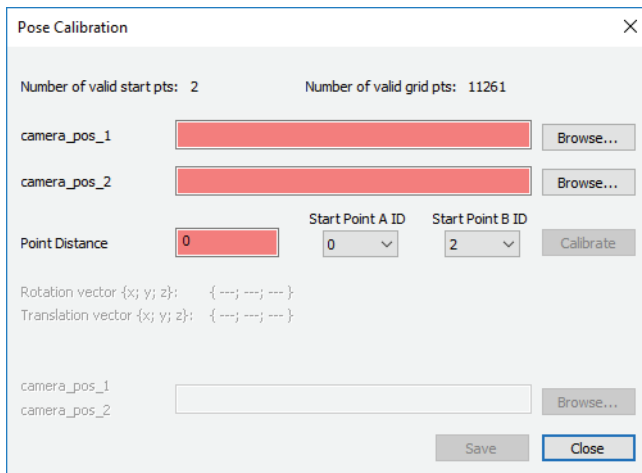 Pose Calibration
Number of valid start pts: 2 Number of valid grid pts: 11261
camera_pos_1 Browse...
camera_pos_2 Browse...
Start Point A ID Start Point B ID
Point Distance 0 0 2 Calibrate
Rotation vector {x; y; z}: { ---; ---; --- }
Translation vector {x; y; z}: { ---; ---; --- }
camera_pos_1
camera_pos_2 Browse...
Save Close